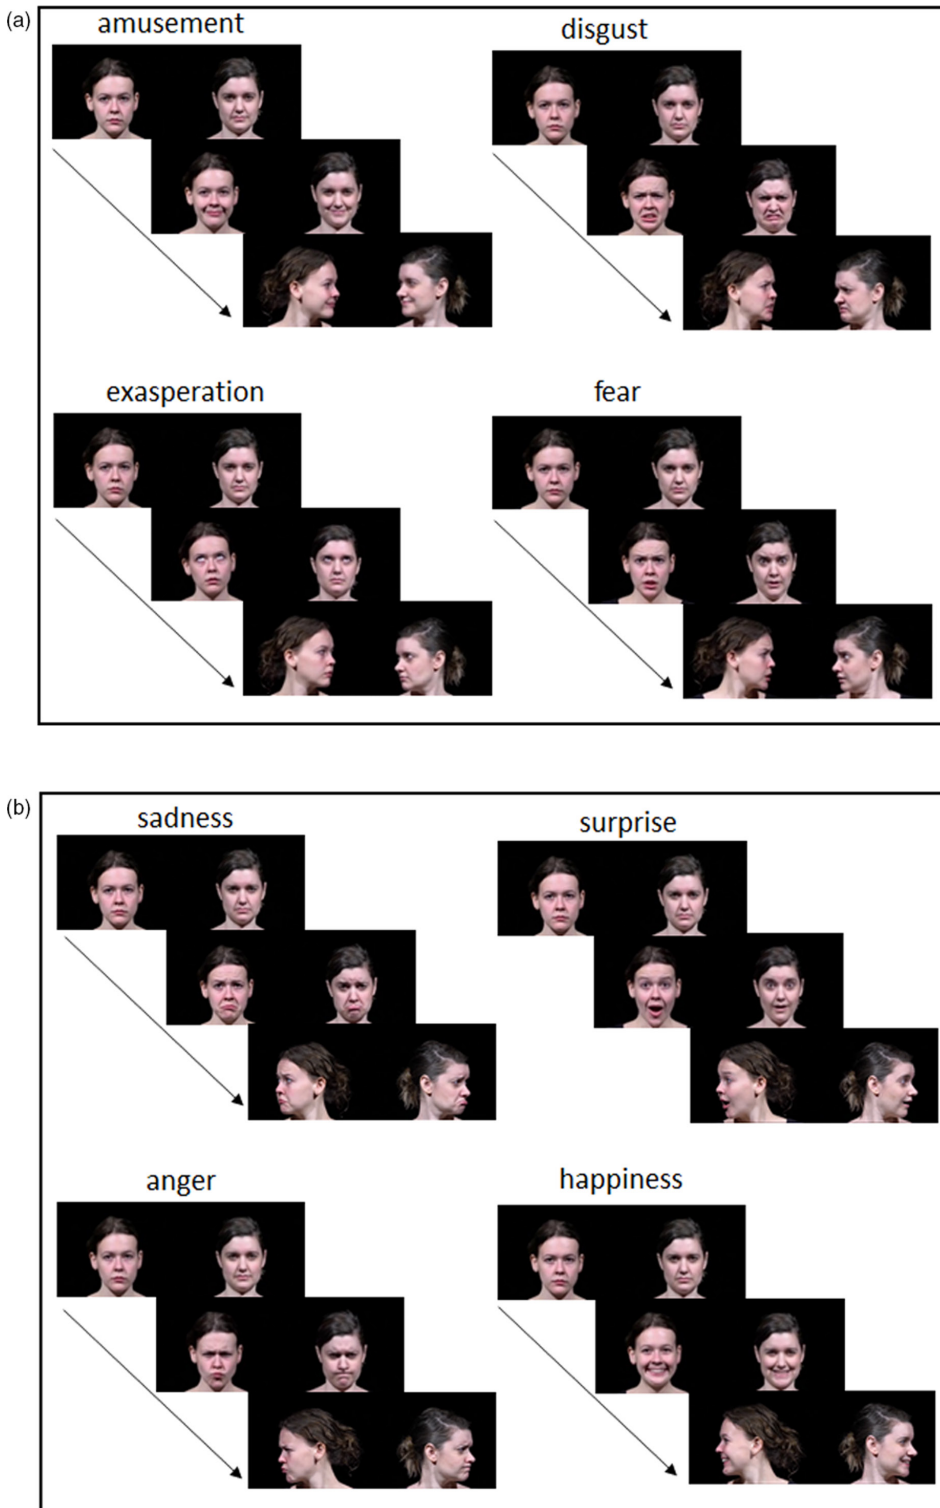 (a)
amusement
disgust
exasperation
fear
(b)
sadness
surprise
anger
happiness